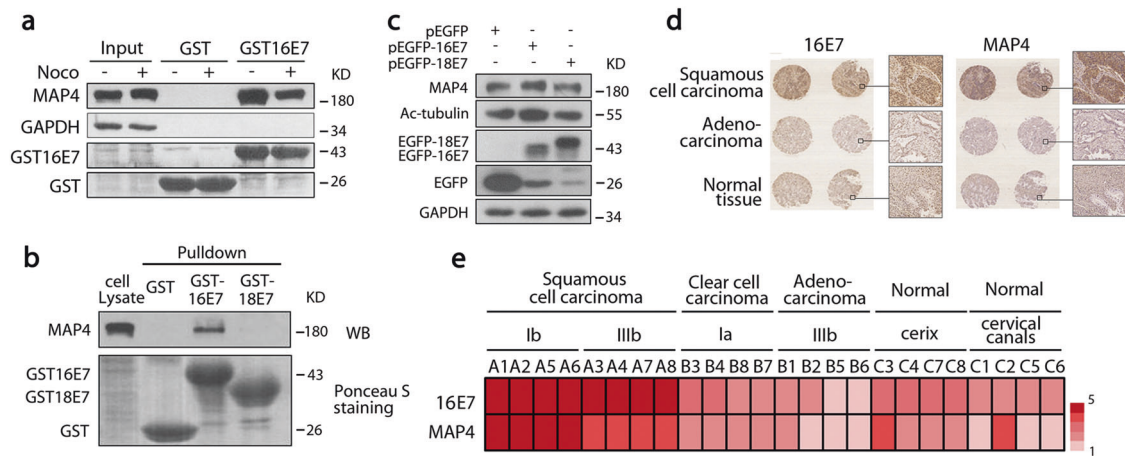 a
Input GST GST16E7
Noco - + - + - + KD
MAP4 -180
GAPDH -34
GST16E7 -43
GST -26
b
Pulldown
cell Lysate GST GST-16E7 GST-18E7 KD
MAP4 -180 WB
GST16E7 -43
GST18E7 Ponceau S staining
GST -26
c
pEGFP +
pEGFP-16E7 +
pEGFP-18E7 + KD
MAP4 -180
Ac-tubulin -55
EGFP-18E7
EGFP-16E7 -43
EGFP -26
GAPDH -34
d
16E7 MAP4
Squamous
cell carcinoma
Adeno-
carcinoma
Normal
tissue
e
Squamous cell carcinoma Clear cell carcinoma Adeno-carcinoma Normal Normal
Ib IIIb Ia IIIb cerix cervical canals
A1 A2 A5 A6 A3 A4 A7 A8 B3 B4 B8 B7 B1 B2 B5 B6 C3 C4 C7 C8 C1 C2 C5 C6
16E7 5
MAP4 1